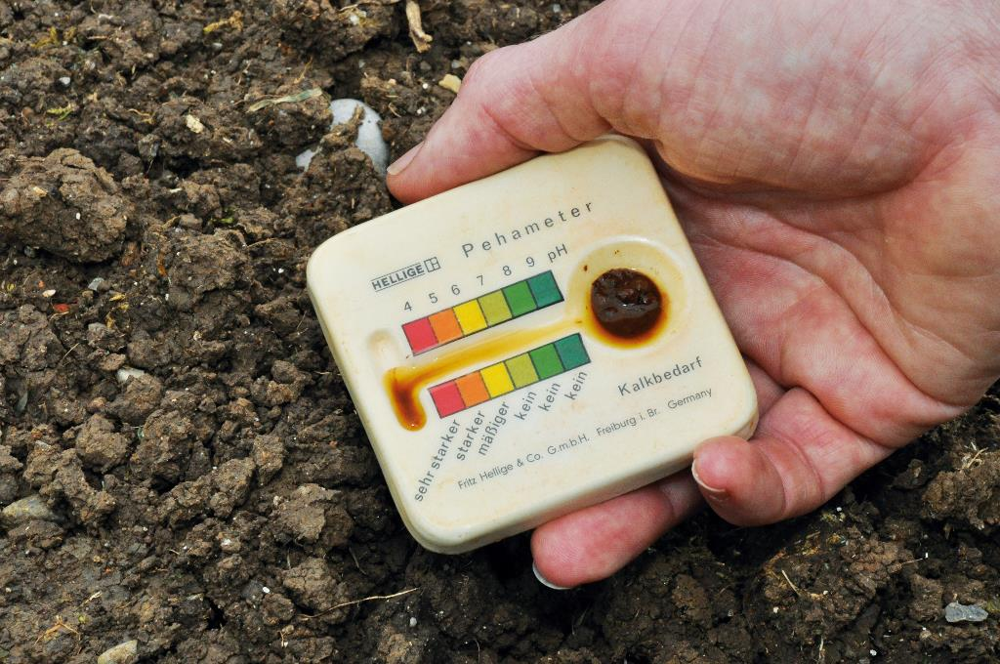 HELLIGE Pehameter
4 5 6 7 8 9 pH
sehr starker
starker
mäßiger
kein
kein
kein
Kalkbedarf
Fritz Hellige & Co. G.m.b.H. Freiburg i. Br. Germany